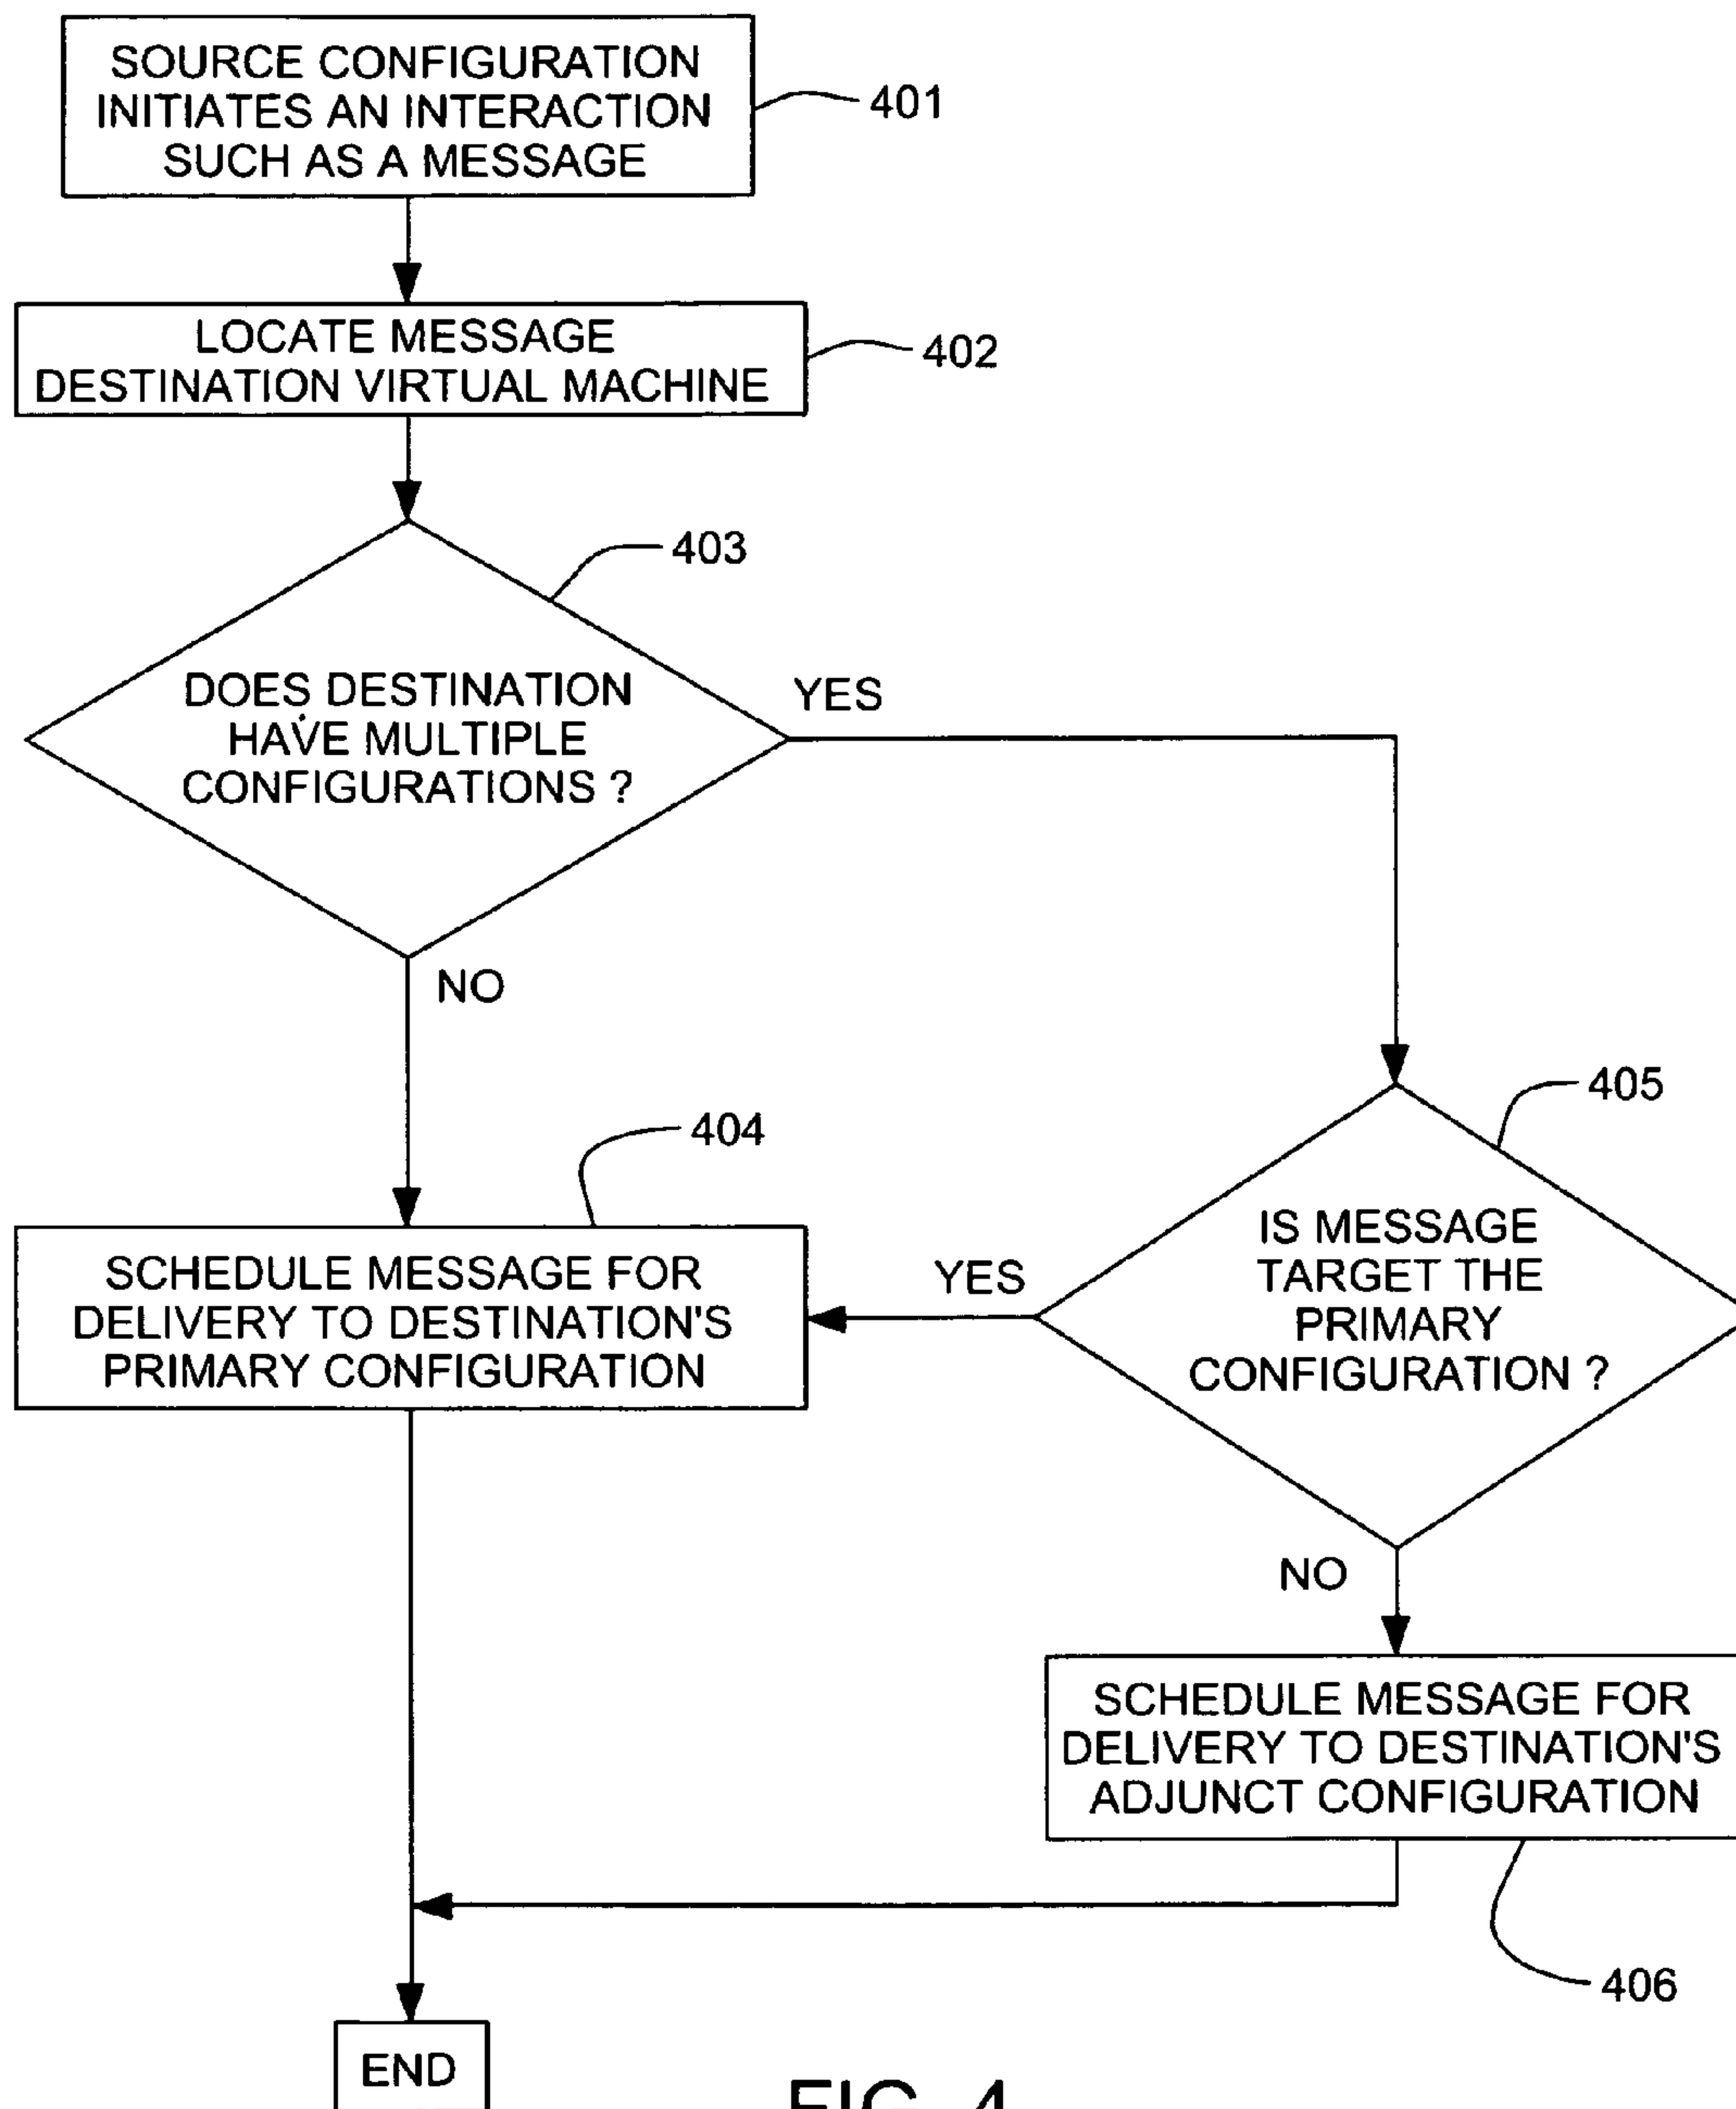 SOURCE CONFIGURATION
INITIATES AN INTERACTION
SUCH AS A MESSAGE
401
LOCATE MESSAGE
DESTINATION VIRTUAL MACHINE
402
403
DOES DESTINATION
HAVE MULTIPLE
CONFIGURATIONS ?
YES
NO
405
404
SCHEDULE MESSAGE FOR
DELIVERY TO DESTINATION'S
PRIMARY CONFIGURATION
YES
IS MESSAGE
TARGET THE
PRIMARY
CONFIGURATION ?
NO
SCHEDULE MESSAGE FOR
DELIVERY TO DESTINATION'S
ADJUNCT CONFIGURATION
406
END
FIG. 4